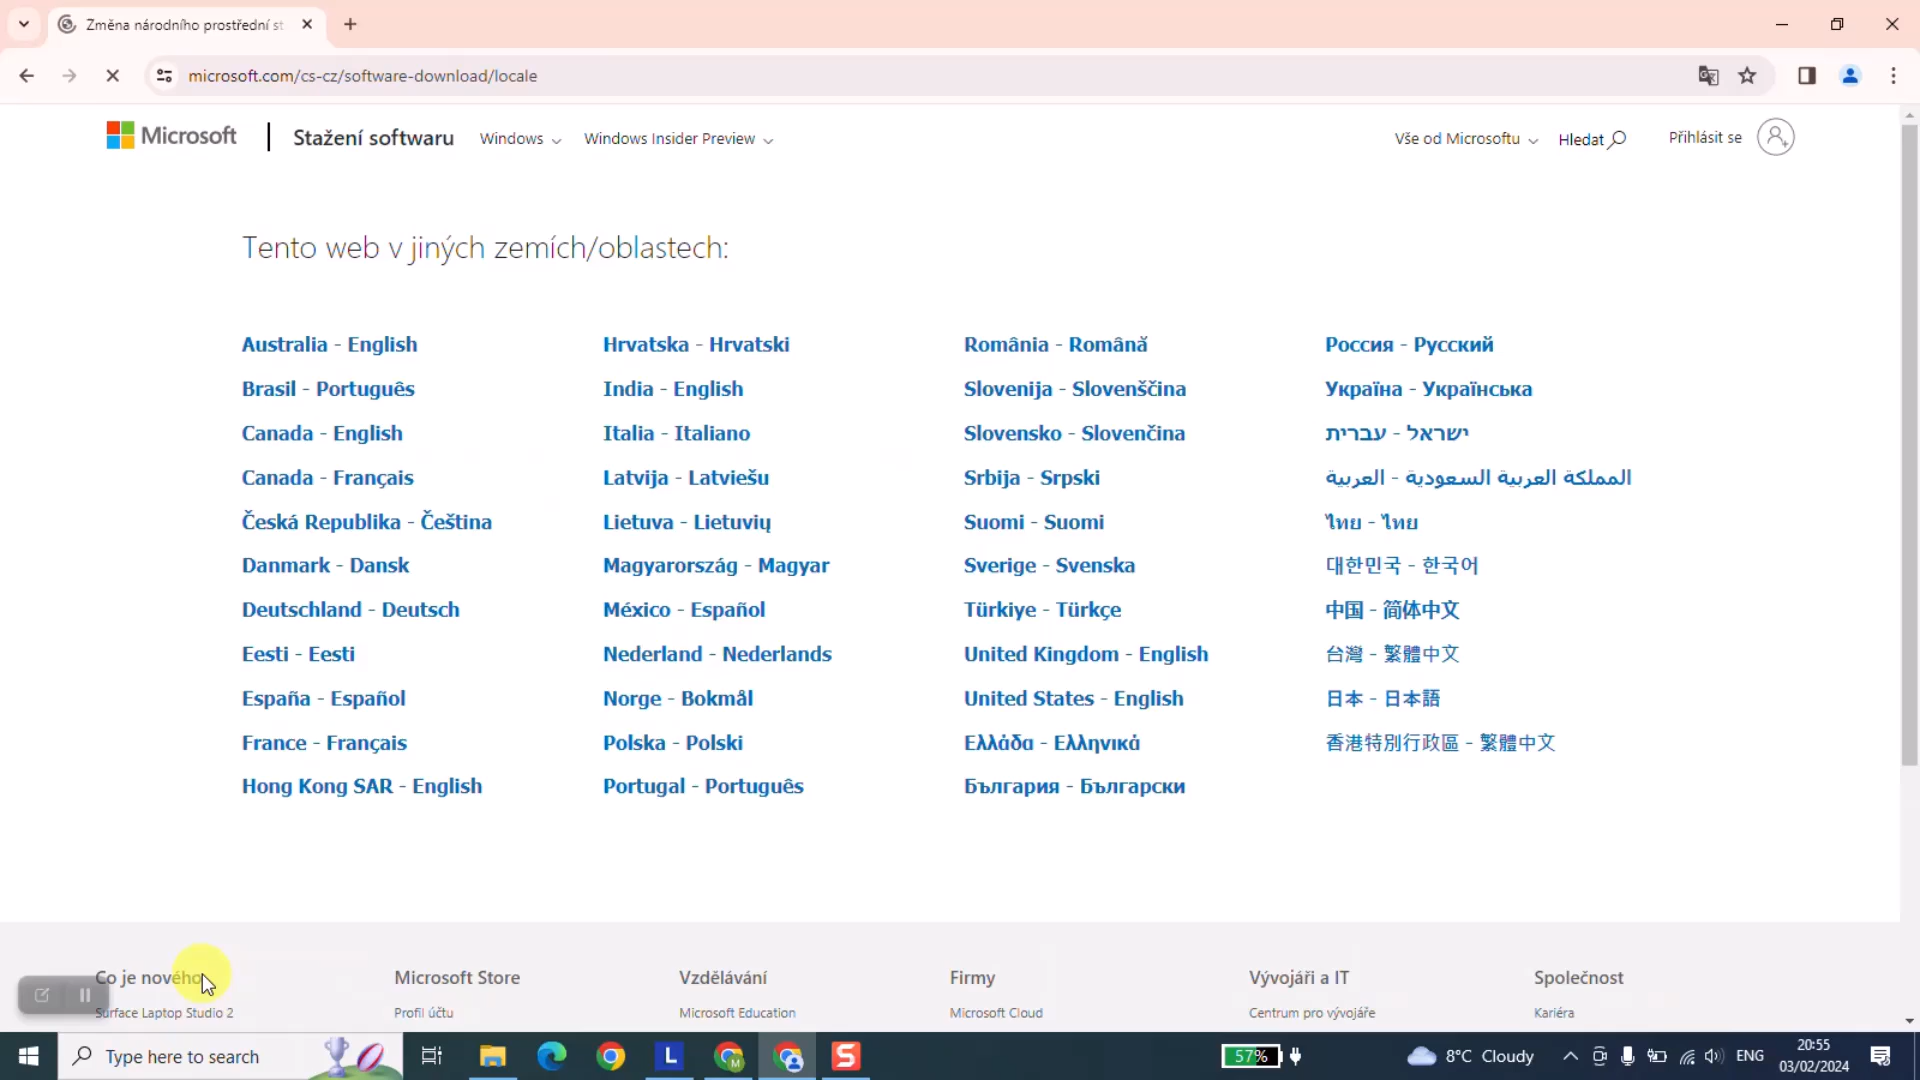 Změna národního prostřední st
microsoft.com/cs-cz/software-download/locale
Microsoft
Stažení softwaru
Windows
Windows Insider Preview
Vše od Microsoftu
Hledat
Přihlásit se
Tento web v jiných zemích/oblastech:
Australia - English
Brasil - Português
Canada - English
Canada - Français
Česká Republika - Čeština
Danmark - Dansk
Deutschland - Deutsch
Eesti - Eesti
España - Español
France - Français
Hong Kong SAR - English
Hrvatska - Hrvatski
India - English
Italia - Italiano
Latvija - Latviešu
Lietuva - Lietuvių
Magyarország - Magyar
México - Español
Nederland - Nederlands
Norge - Bokmål
Polska - Polski
Portugal - Português
România - Română
Slovenija - Slovenščina
Slovensko - Slovenčina
Srbija - Srpski
Suomi - Suomi
Sverige - Svenska
Türkiye - Türkçe
United Kingdom - English
United States - English
Ελλάδα - Ελληνικά
България - Български
Россия - Русский
Україна - Українська
ישראל - עברית
المملكة العربية السعودية - العربية
ไทย - ไทย
대한민국 - 한국어
中国 - 简体中文
台灣 - 繁體中文
日本 - 日本語
香港特別行政區 - 繁體中文
Co je nového
Surface Laptop Studio 2
Microsoft Store
Profil účtu
Vzdělávání
Microsoft Education
Firmy
Microsoft Cloud
Vývojáři a IT
Centrum pro vývojáře
Společnost
Kariéra
Type here to search
L
M
S
57%
8°C Cloudy
ENG
20:55
03/02/2024